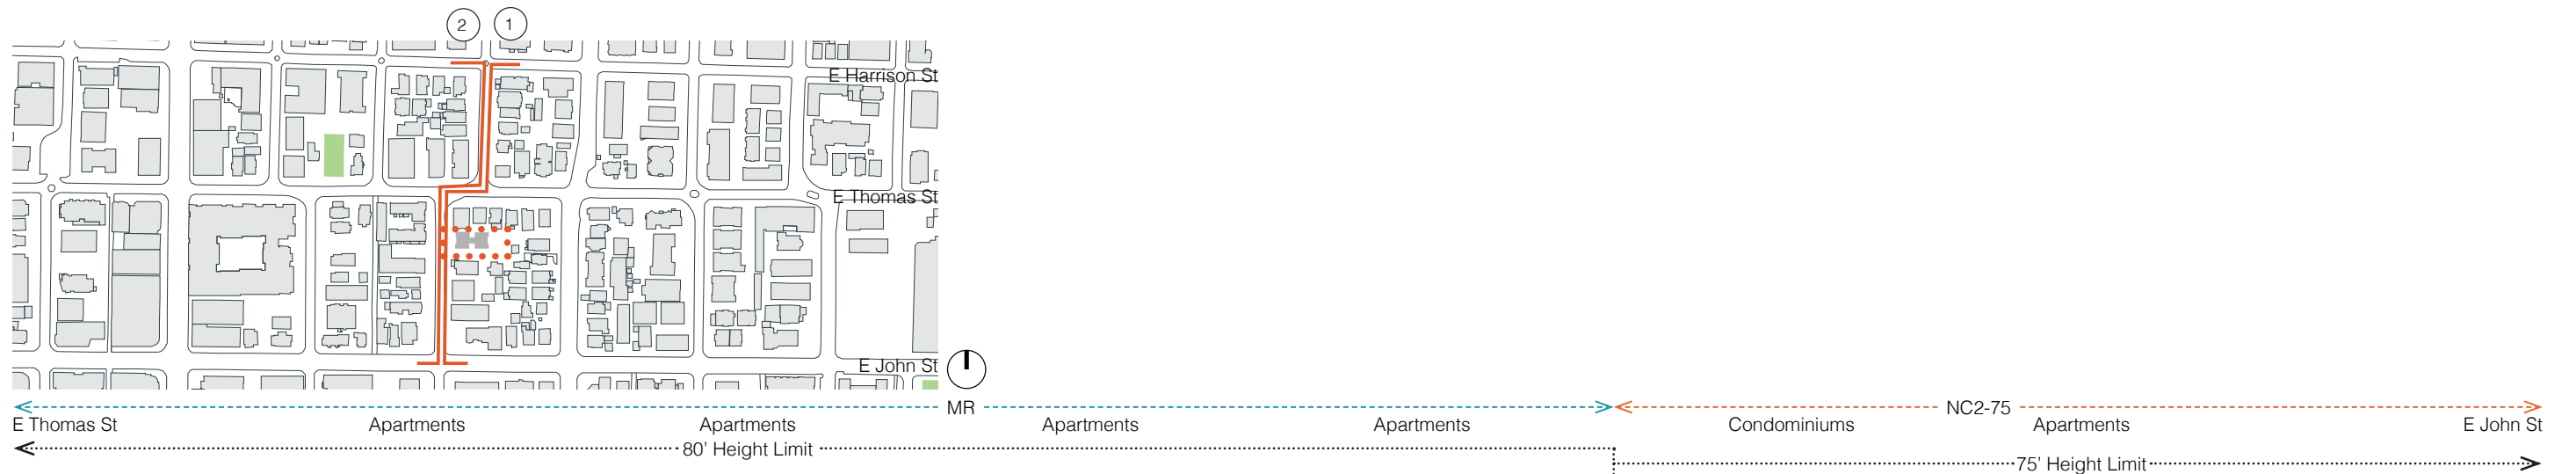 2 1
E Harrison St
E Thomas St
E John St
MR NC2-75
E Thomas St Apartments Apartments Apartments Apartments Condominiums Apartments E John St
80’ Height Limit
75’ Height Limit